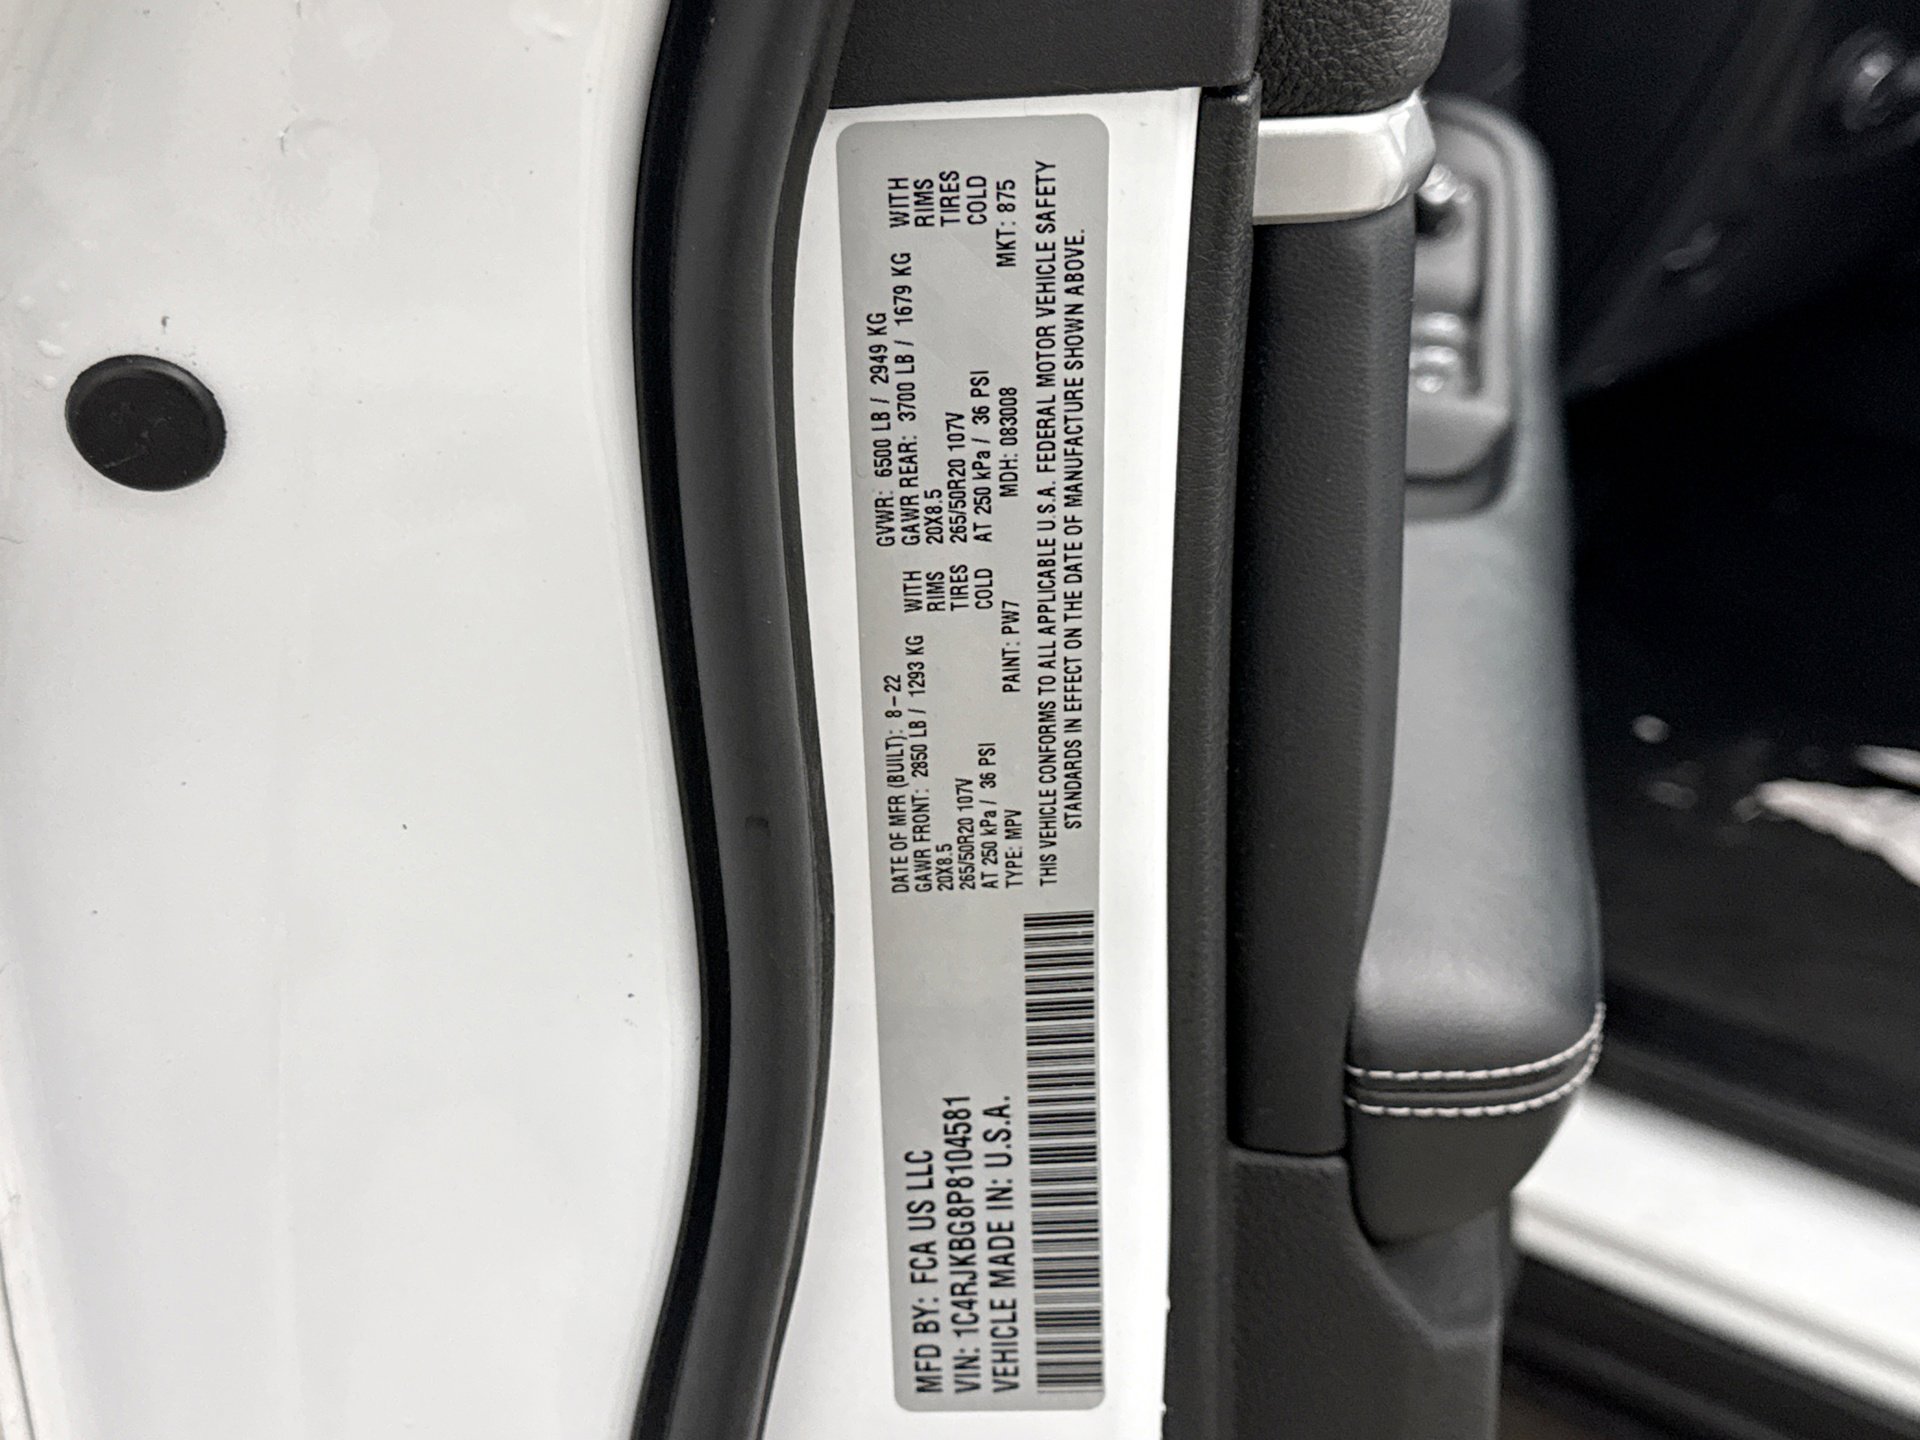 MFD BY: FCA US LLC
VIN: 1C4RJKBG8P8104581
VEHICLE MADE IN: U.S.A.
DATE OF MFR (BUILT): 8-22 GVWR: 6500 LB / 2949 KG
GAWR FRONT: 2850 LB / 1293 KG WITH GAWR REAR: 3700 LB / 1679 KG WITH
20X8.5 RIMS 20X8.5 RIMS
265/50R20 107V TIRES 265/50R20 107V TIRES
AT 250 kPa / 36 PSI COLD AT 250 kPa / 36 PSI COLD
TYPE: MPV PAINT: PW7 MDH: 083008 MKT: 875
THIS VEHICLE CONFORMS TO ALL APPLICABLE U.S.A. FEDERAL MOTOR VEHICLE SAFETY
STANDARDS IN EFFECT ON THE DATE OF MANUFACTURE SHOWN ABOVE.